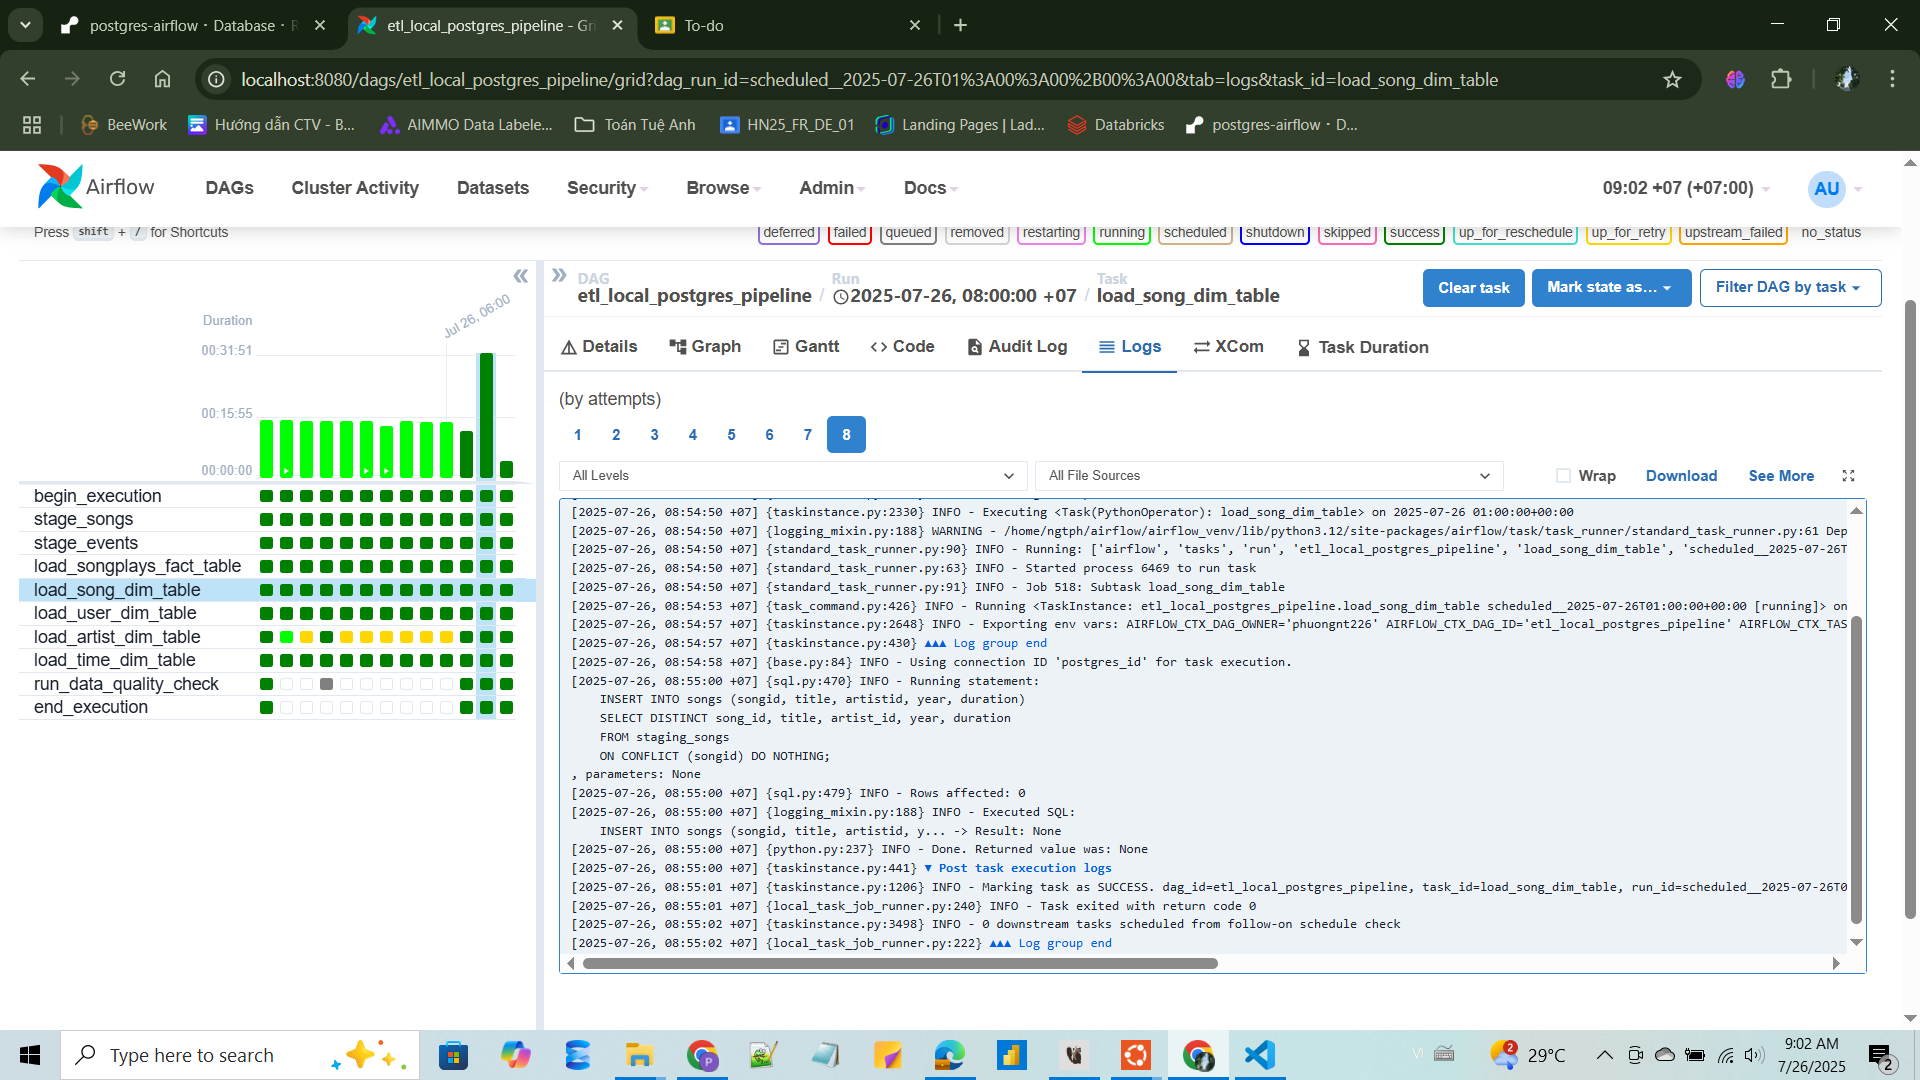 postgres-airflow · Database · R
etl_local_postgres_pipeline - Gri
To-do
localhost:8080/dags/etl_local_postgres_pipeline/grid?dag_run_id=scheduled__2025-07-26T01%3A00%3A00%2B00%3A00&tab=logs&task_id=load_song_dim_table
BeeWork
Hướng dẫn CTV - B...
AIMMO Data Labele...
Toán Tuệ Anh
HN25_FR_DE_01
Landing Pages | Lad...
Databricks
postgres-airflow · D...
Airflow
DAGs
Cluster Activity
Datasets
Security
Browse
Admin
Docs
09:02 +07 (+07:00)
AU
Press shift + / for Shortcuts
deferred failed queued removed restarting running scheduled shutdown skipped success up_for_reschedule up_for_retry upstream_failed no_status
Duration
Jul 26, 06:00
00:31:51
00:15:55
00:00:00
begin_execution
stage_songs
stage_events
load_songplays_fact_table
load_song_dim_table
load_user_dim_table
load_artist_dim_table
load_time_dim_table
run_data_quality_check
end_execution
DAG
etl_local_postgres_pipeline
/
Run
2025-07-26, 08:00:00 +07
/
Task
load_song_dim_table
Clear task
Mark state as...
Filter DAG by task
Details
Graph
Gantt
Code
Audit Log
Logs
XCom
Task Duration
(by attempts)
1 2 3 4 5 6 7 8
All Levels
All File Sources
Wrap
Download
See More
[2025-07-26, 08:54:50 +07] {taskinstance.py:2330} INFO - Executing <Task(PythonOperator): load_song_dim_table> on 2025-07-26 01:00:00+00:00
[2025-07-26, 08:54:50 +07] {logging_mixin.py:188} WARNING - /home/ngtph/airflow/airflow_venv/lib/python3.12/site-packages/airflow/task/task_runner/standard_task_runner.py:61 Dep
[2025-07-26, 08:54:50 +07] {standard_task_runner.py:90} INFO - Running: ['airflow', 'tasks', 'run', 'etl_local_postgres_pipeline', 'load_song_dim_table', 'scheduled__2025-07-26T
[2025-07-26, 08:54:50 +07] {standard_task_runner.py:63} INFO - Started process 6469 to run task
[2025-07-26, 08:54:50 +07] {standard_task_runner.py:91} INFO - Job 518: Subtask load_song_dim_table
[2025-07-26, 08:54:53 +07] {task_command.py:426} INFO - Running <TaskInstance: etl_local_postgres_pipeline.load_song_dim_table scheduled__2025-07-26T01:00:00+00:00 [running]> on
[2025-07-26, 08:54:57 +07] {taskinstance.py:2648} INFO - Exporting env vars: AIRFLOW_CTX_DAG_OWNER='phuongnt226' AIRFLOW_CTX_DAG_ID='etl_local_postgres_pipeline' AIRFLOW_CTX_TAS
[2025-07-26, 08:54:57 +07] {taskinstance.py:430} ▲▲▲ Log group end
[2025-07-26, 08:54:58 +07] {base.py:84} INFO - Using connection ID 'postgres_id' for task execution.
[2025-07-26, 08:55:00 +07] {sql.py:470} INFO - Running statement:
INSERT INTO songs (songid, title, artistid, year, duration)
SELECT DISTINCT song_id, title, artist_id, year, duration
FROM staging_songs
ON CONFLICT (songid) DO NOTHING;
, parameters: None
[2025-07-26, 08:55:00 +07] {sql.py:479} INFO - Rows affected: 0
[2025-07-26, 08:55:00 +07] {logging_mixin.py:188} INFO - Executed SQL:
INSERT INTO songs (songid, title, artistid, y... -> Result: None
[2025-07-26, 08:55:00 +07] {python.py:237} INFO - Done. Returned value was: None
[2025-07-26, 08:55:00 +07] {taskinstance.py:441} ▼ Post task execution logs
[2025-07-26, 08:55:01 +07] {taskinstance.py:1206} INFO - Marking task as SUCCESS. dag_id=etl_local_postgres_pipeline, task_id=load_song_dim_table, run_id=scheduled__2025-07-26T0
[2025-07-26, 08:55:01 +07] {local_task_job_runner.py:240} INFO - Task exited with return code 0
[2025-07-26, 08:55:02 +07] {taskinstance.py:3498} INFO - 0 downstream tasks scheduled from follow-on schedule check
[2025-07-26, 08:55:02 +07] {local_task_job_runner.py:222} ▲▲▲ Log group end
Type here to search
P
VI
2
29°C
9:02 AM
7/26/2025
2